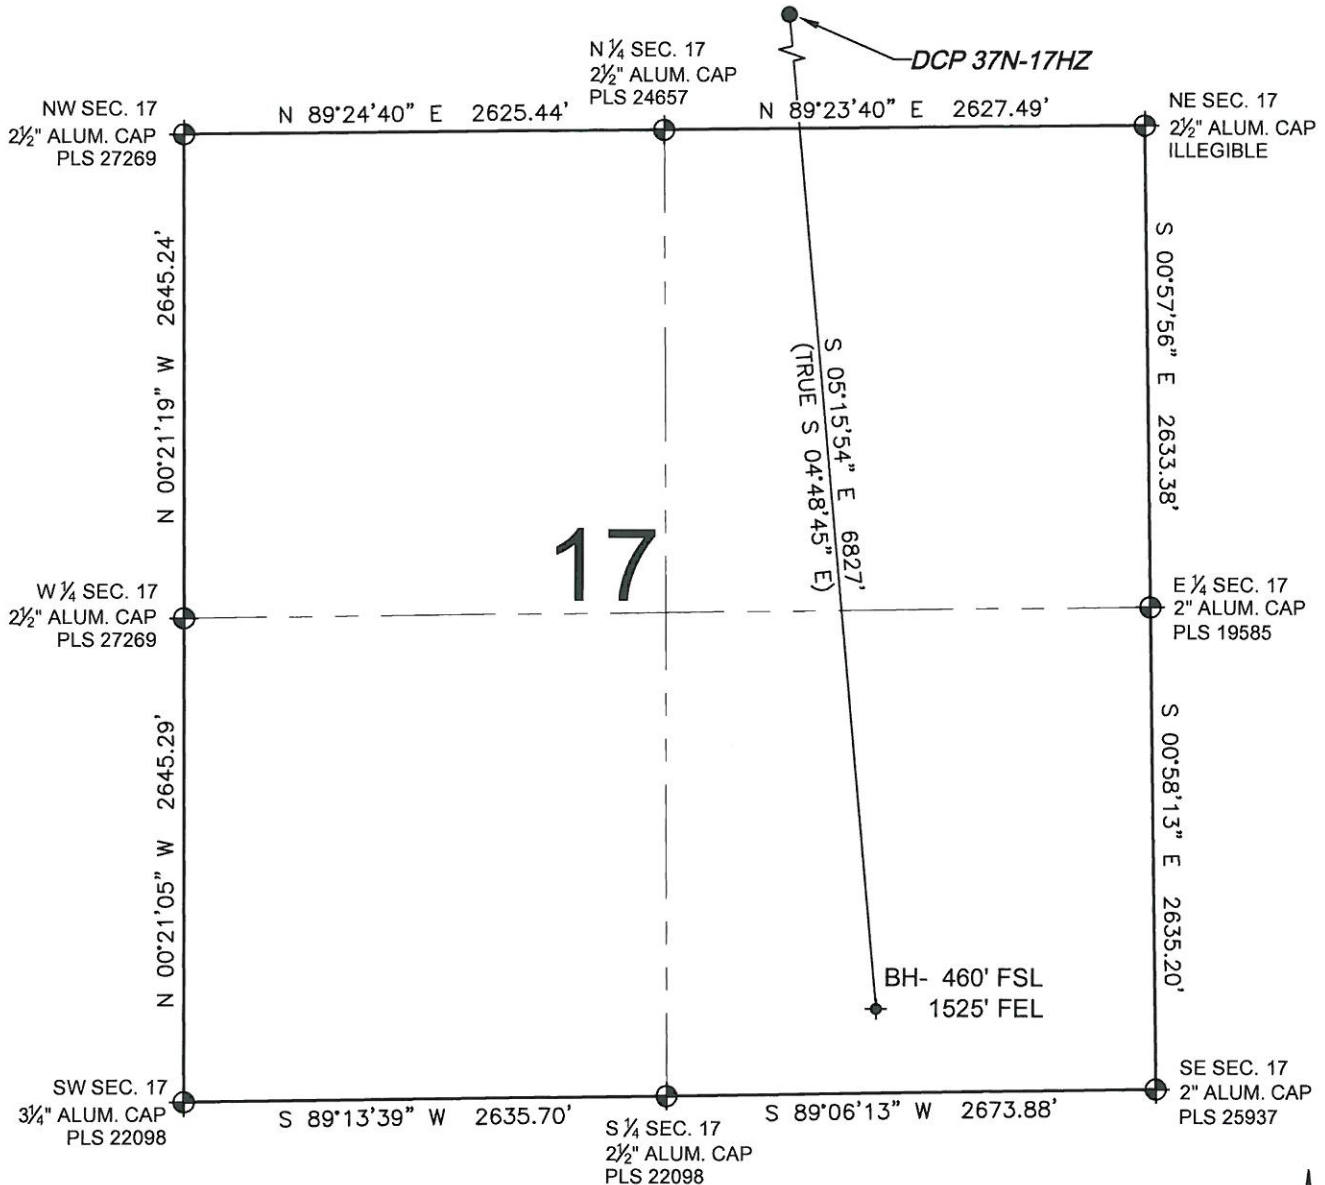 DCP 37N-17HZ
N ¼ SEC. 17
2½" ALUM. CAP
PLS 24657
NW SEC. 17
2½" ALUM. CAP
PLS 27269
N 89°24'40" E 2625.44'
N 89°23'40" E 2627.49'
NE SEC. 17
2½" ALUM. CAP
ILLEGIBLE
N 00°21'19" W 2645.24'
S 05°15'54" E 6827'
(TRUE S 04°48'45" E)
S 00°57'56" E 2633.38'
17
W ¼ SEC. 17
2½" ALUM. CAP
PLS 27269
E ¼ SEC. 17
2" ALUM. CAP
PLS 19585
N 00°21'05" W 2645.29'
S 00°58'13" E 2635.20'
BH- 460' FSL
1525' FEL
SW SEC. 17
3¼" ALUM. CAP
PLS 22098
S 89°13'39" W 2635.70'
S ¼ SEC. 17
2½" ALUM. CAP
PLS 22098
S 89°06'13" W 2673.88'
SE SEC. 17
2" ALUM. CAP
PLS 25937